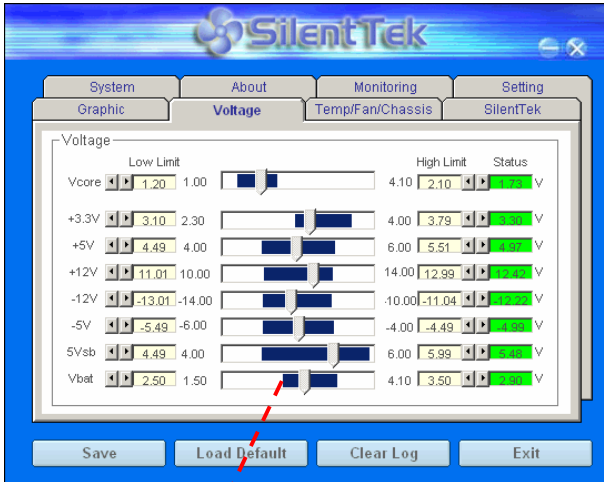 SilentTek
System About Monitoring Setting
Graphic Voltage Temp/Fan/Chassis SilentTek
Voltage
Low Limit High Limit Status
Vcore 1.20 1.00 4.10 2.10 1.73 V
+3.3V 3.10 2.30 4.00 3.79 3.30 V
+5V 4.49 4.00 6.00 5.51 4.97 V
+12V 11.01 10.00 14.00 12.99 12.42 V
-12V -13.01 -14.00 -10.00 -11.04 -12.22 V
-5V -5.49 -6.00 -4.00 -4.49 -4.99 V
5Vsb 4.49 4.00 6.00 5.99 5.48 V
Vbat 2.50 1.50 4.10 3.50 2.90 V
Save Load Default Clear Log Exit